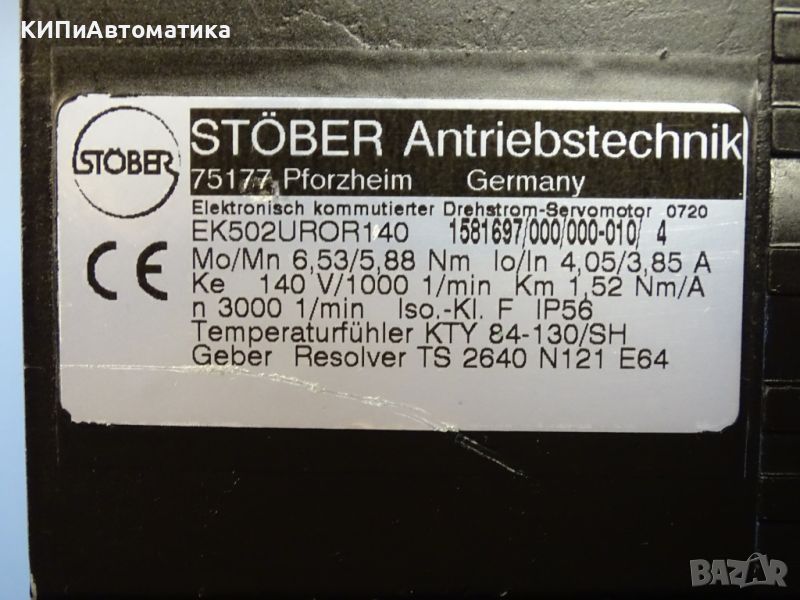 КИПиАвтоматика
STÖBER
STÖBER Antriebstechnik
75177 Pforzheim Germany
Elektronisch kommutierter Drehstrom-Servomotor 0720
EK502UROR140 1581697/000/000-010/ 4
CE
Mo/Mn 6,53/5,88 Nm Io/In 4,05/3,85 A
Ke 140 V/1000 1/min Km 1,52 Nm/A
n 3000 1/min Iso.-Kl. F IP56
Temperaturfühler KTY 84-130/SH
Geber Resolver TS 2640 N121 E64
BAZAR